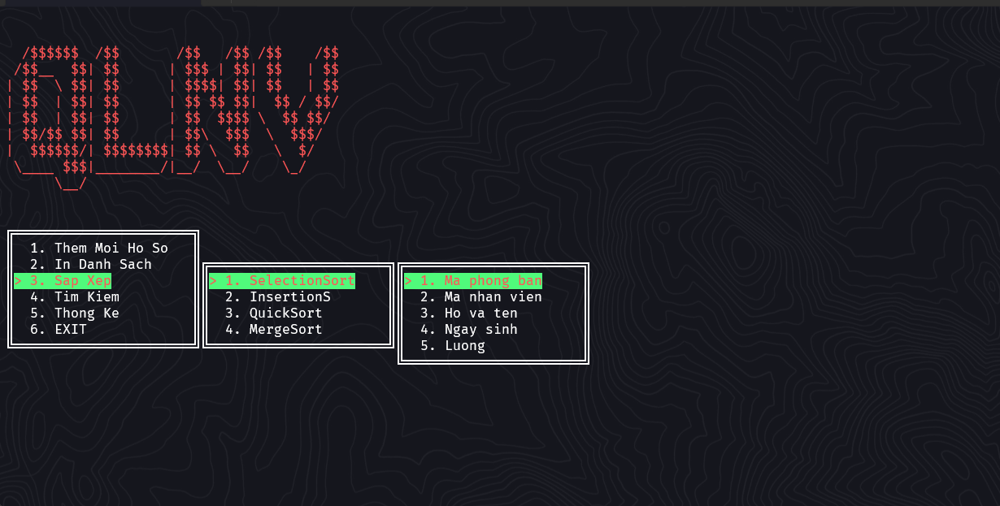 /$$$$$$  /$$       /$$   /$$ /$$    /$$
 /$$__  $$| $$      | $$$ | $$| $$   | $$
| $$  \ $$| $$      | $$$$| $$| $$   | $$
| $$  | $$| $$      | $$ $$ $$|  $$ / $$/
| $$  | $$| $$      | $$  $$$$ \  $$ $$/
| $$/$$ $$| $$      | $$\  $$$  \  $$$/
|  $$$$$$/| $$$$$$$$| $$ \  $$   \  $/
 \____ $$$|________/|__/  \__/    \_/
      \__/
1. Them Moi Ho So
2. In Danh Sach
> 3. Sap Xep
4. Tim Kiem
5. Thong Ke
6. EXIT
> 1. SelectionSort
2. InsertionS
3. QuickSort
4. MergeSort
> 1. Ma phong ban
2. Ma nhan vien
3. Ho va ten
4. Ngay sinh
5. Luong